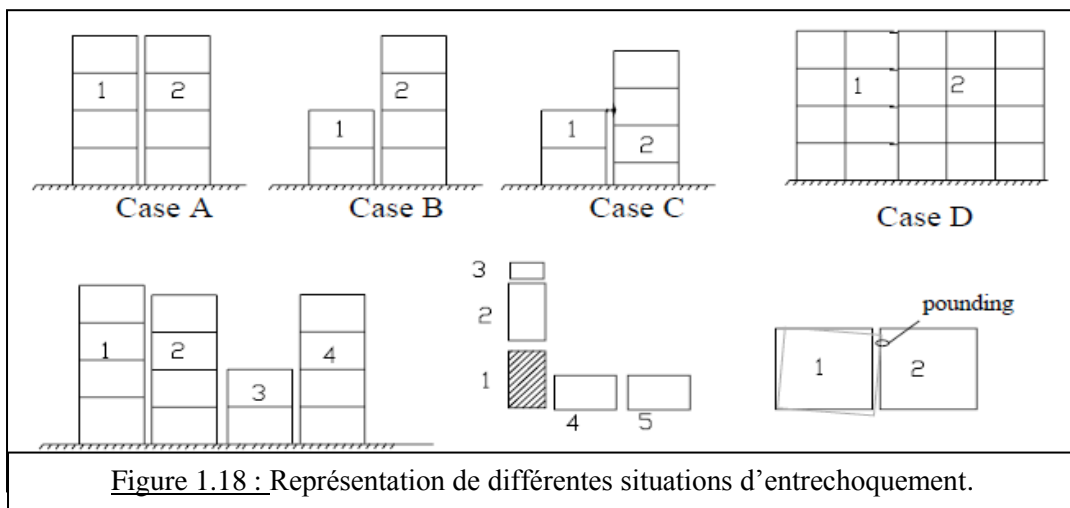 1 2
1 2
1 2
1 2
Case A
Case B
Case C
Case D
1 2 3 4
3
2
1
4 5
pounding
1 2
Figure 1.18 : Représentation de différentes situations d’entrechoquement.